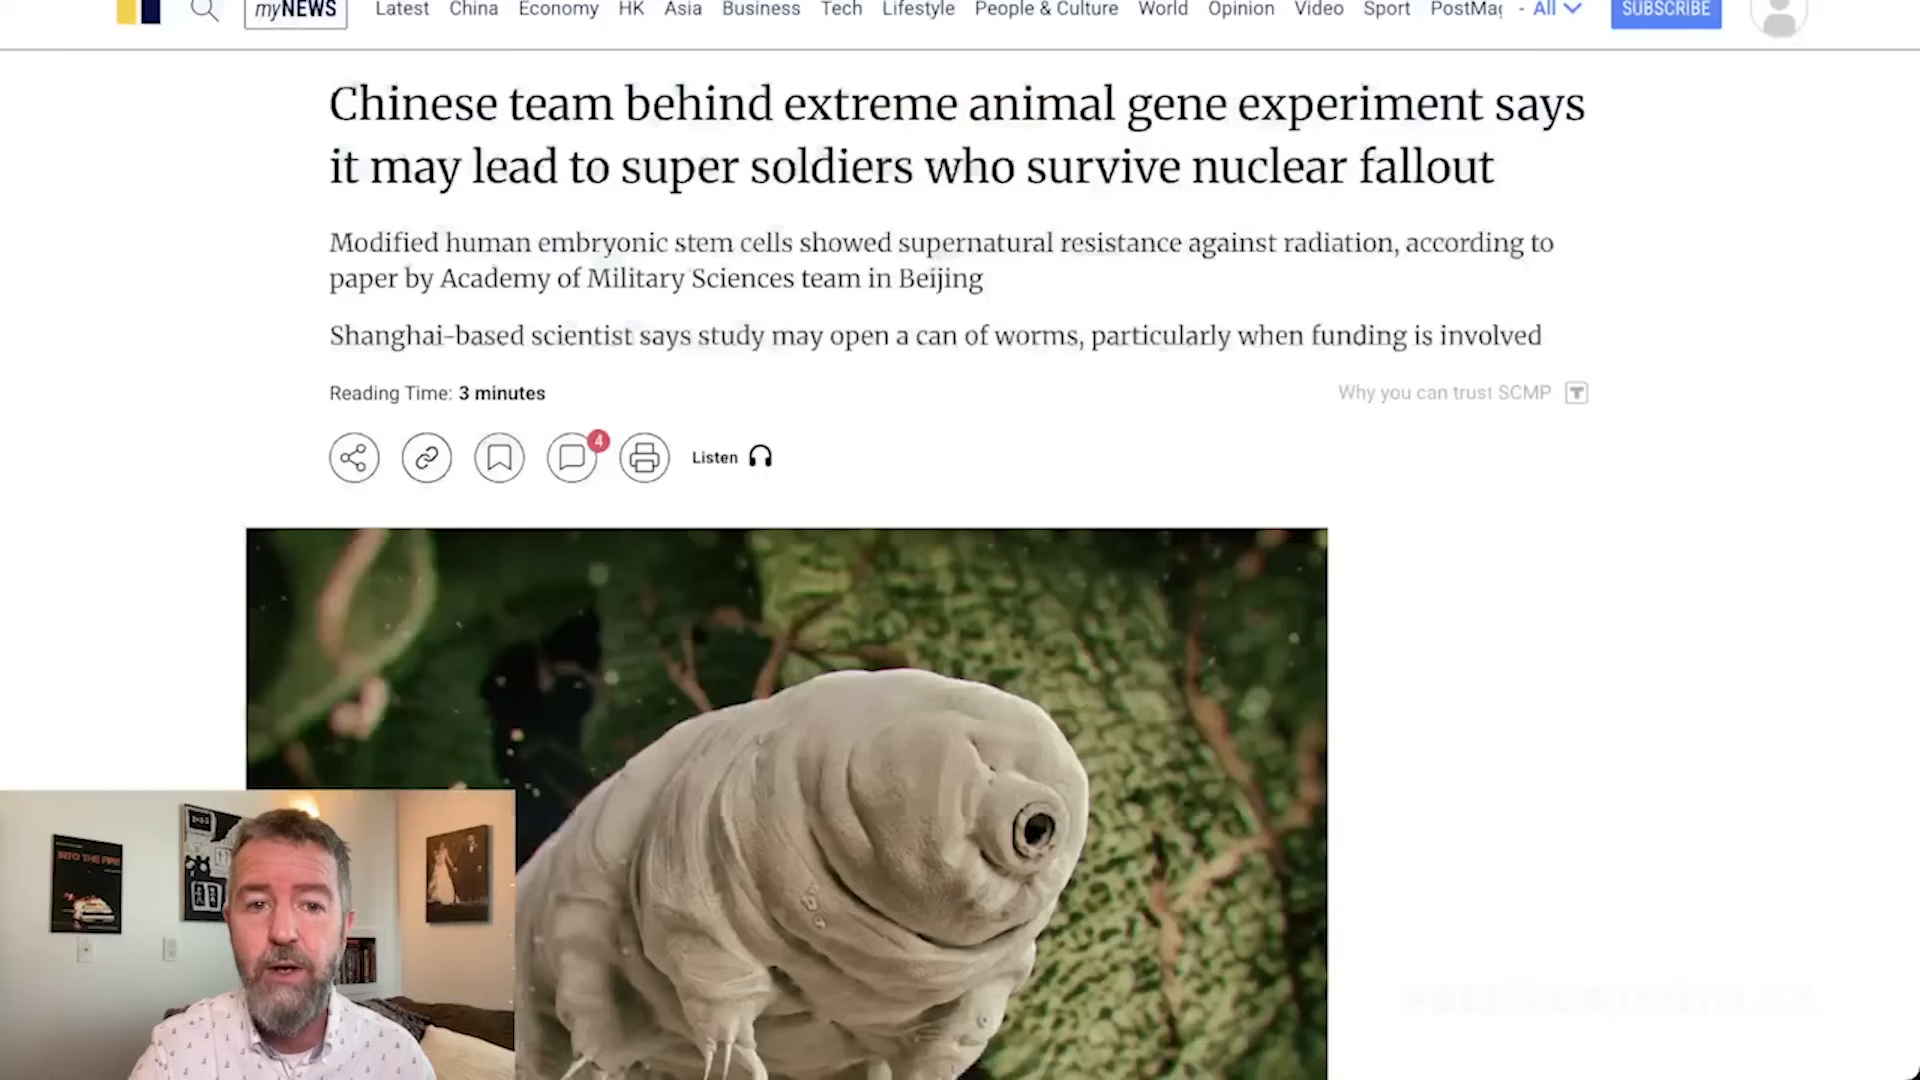 myNEWS Latest China Economy HK Asia Business Tech Lifestyle People & Culture World Opinion Video Sport PostMag - All SUBSCRIBE
Chinese team behind extreme animal gene experiment says
it may lead to super soldiers who survive nuclear fallout
Modified human embryonic stem cells showed supernatural resistance against radiation, according to
paper by Academy of Military Sciences team in Beijing
Shanghai-based scientist says study may open a can of worms, particularly when funding is involved
Reading Time: 3 minutes
Why you can trust SCMP T
4
Listen
INTO THE FIRE